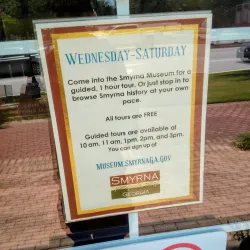 WEDNESDAY-SATURDAY
Come into the Smyrna Museum for a
guided, 1 hour tour. Or just stop in to
browse Smyrna history at your own
pace.
All tours are FREE
Guided tours are available at
10 am, 11 am, 1pm, 2pm, and 3pm.
You can sign up at
MUSEUM.SMYRNAGA.GOV
SMYRNA
GEORGIA